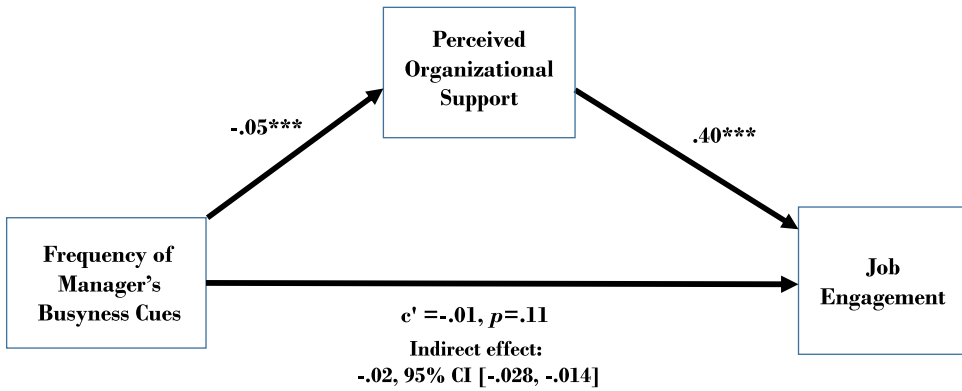 Perceived
Organizational
Support
-.05***
.40***
Frequency of
Manager's
Busyness Cues
Job
Engagement
c' =-.01, p=.11
Indirect effect:
-.02, 95% CI [-.028, -.014]